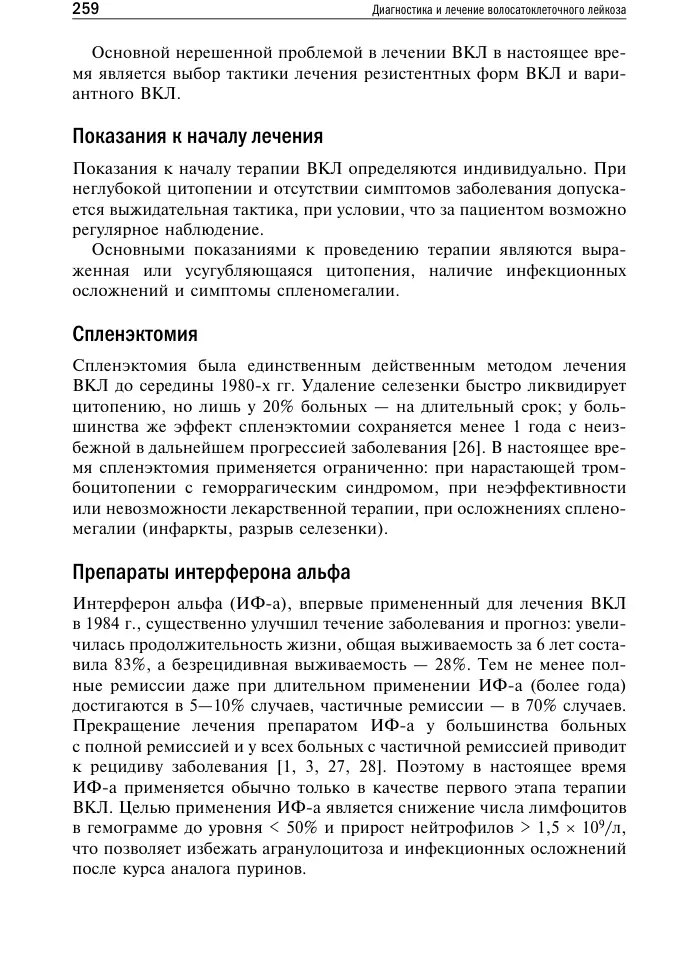 259
Диагностика и лечение волосатоклеточного лейкоза
Основной нерешенной проблемой в лечении ВКЛ в настоящее вре-
мя является выбор тактики лечения резистентных форм ВКЛ и вари-
антного ВКЛ.
Показания к началу лечения
Показания к началу терапии ВКЛ определяются индивидуально. При
неглубокой цитопении и отсутствии симптомов заболевания допуска-
ется выжидательная тактика, при условии, что за пациентом возможно
регулярное наблюдение.
Основными показаниями к проведению терапии являются выра-
женная или усугубляющаяся цитопения, наличие инфекционных
осложнений и симптомы спленомегалии.
Спленэктомия
Спленэктомия была единственным действенным методом лечения
ВКЛ до середины 1980-х гг. Удаление селезенки быстро ликвидирует
цитопению, но лишь у 20% больных — на длительный срок; у боль-
шинства же эффект спленэктомии сохраняется менее 1 года с неиз-
бежной в дальнейшем прогрессией заболевания [26]. В настоящее вре-
мя спленэктомия применяется ограниченно: при нарастающей тром-
боцитопении с геморрагическим синдромом, при неэффективности
или невозможности лекарственной терапии, при осложнениях сплено-
мегалии (инфаркты, разрыв селезенки).
Препараты интерферона альфа
Интерферон альфа (ИФ-а), впервые примененный для лечения ВКЛ
в 1984 г., существенно улучшил течение заболевания и прогноз: увели-
чилась продолжительность жизни, общая выживаемость за 6 лет соста-
вила 83%, а безрецидивная выживаемость — 28%. Тем не менее пол-
ные ремиссии даже при длительном применении ИФ-а (более года)
достигаются в 5—10% случаев, частичные ремиссии — в 70% случаев.
Прекращение лечения препаратом ИФ-а у большинства больных
с полной ремиссией и у всех больных с частичной ремиссией приводит
к рецидиву заболевания [1, 3, 27, 28]. Поэтому в настоящее время
ИФ-а применяется обычно только в качестве первого этапа терапии
ВКЛ. Целью применения ИФ-а является снижение числа лимфоцитов
в гемограмме до уровня < 50% и прирост нейтрофилов > 1,5 × 10⁹/л,
что позволяет избежать агранулоцитоза и инфекционных осложнений
после курса аналога пуринов.